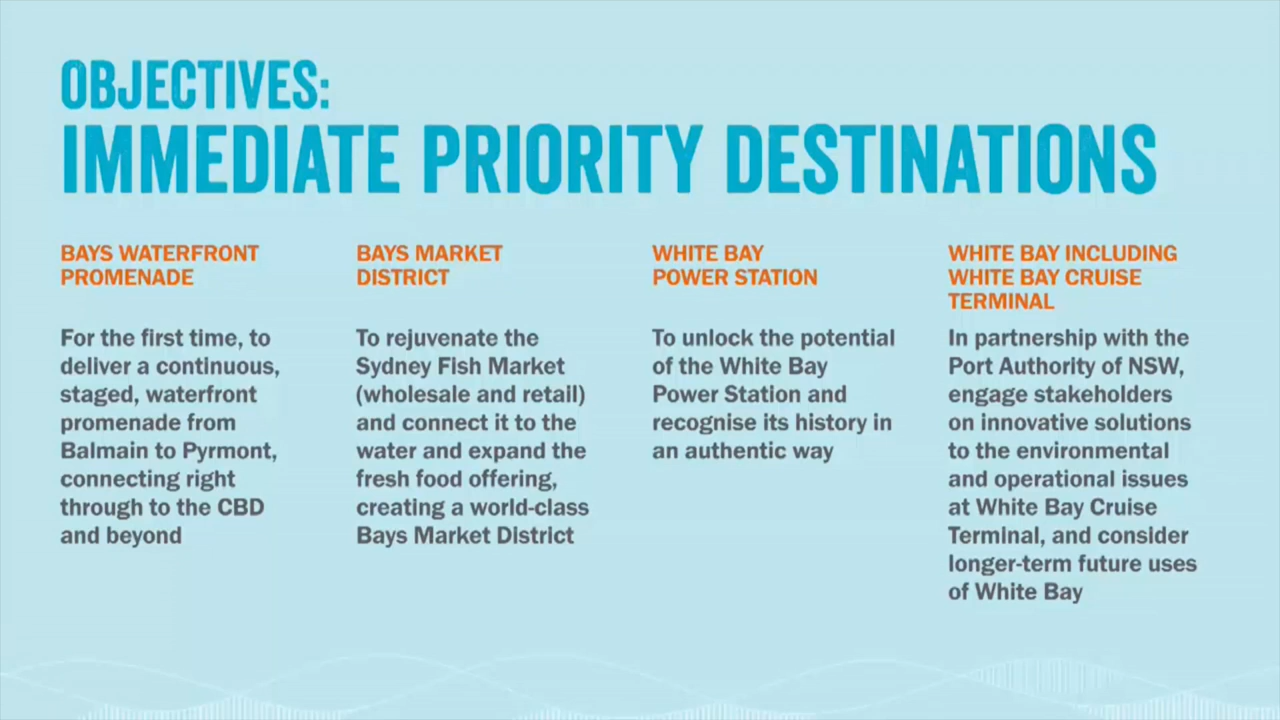 OBJECTIVES:
IMMEDIATE PRIORITY DESTINATIONS
BAYS WATERFRONT
PROMENADE
For the first time, to
deliver a continuous,
staged, waterfront
promenade from
Balmain to Pyrmont,
connecting right
through to the CBD
and beyond
BAYS MARKET
DISTRICT
To rejuvenate the
Sydney Fish Market
(wholesale and retail)
and connect it to the
water and expand the
fresh food offering,
creating a world-class
Bays Market District
WHITE BAY
POWER STATION
To unlock the potential
of the White Bay
Power Station and
recognise its history in
an authentic way
WHITE BAY INCLUDING
WHITE BAY CRUISE
TERMINAL
In partnership with the
Port Authority of NSW,
engage stakeholders
on innovative solutions
to the environmental
and operational issues
at White Bay Cruise
Terminal, and consider
longer-term future uses
of White Bay